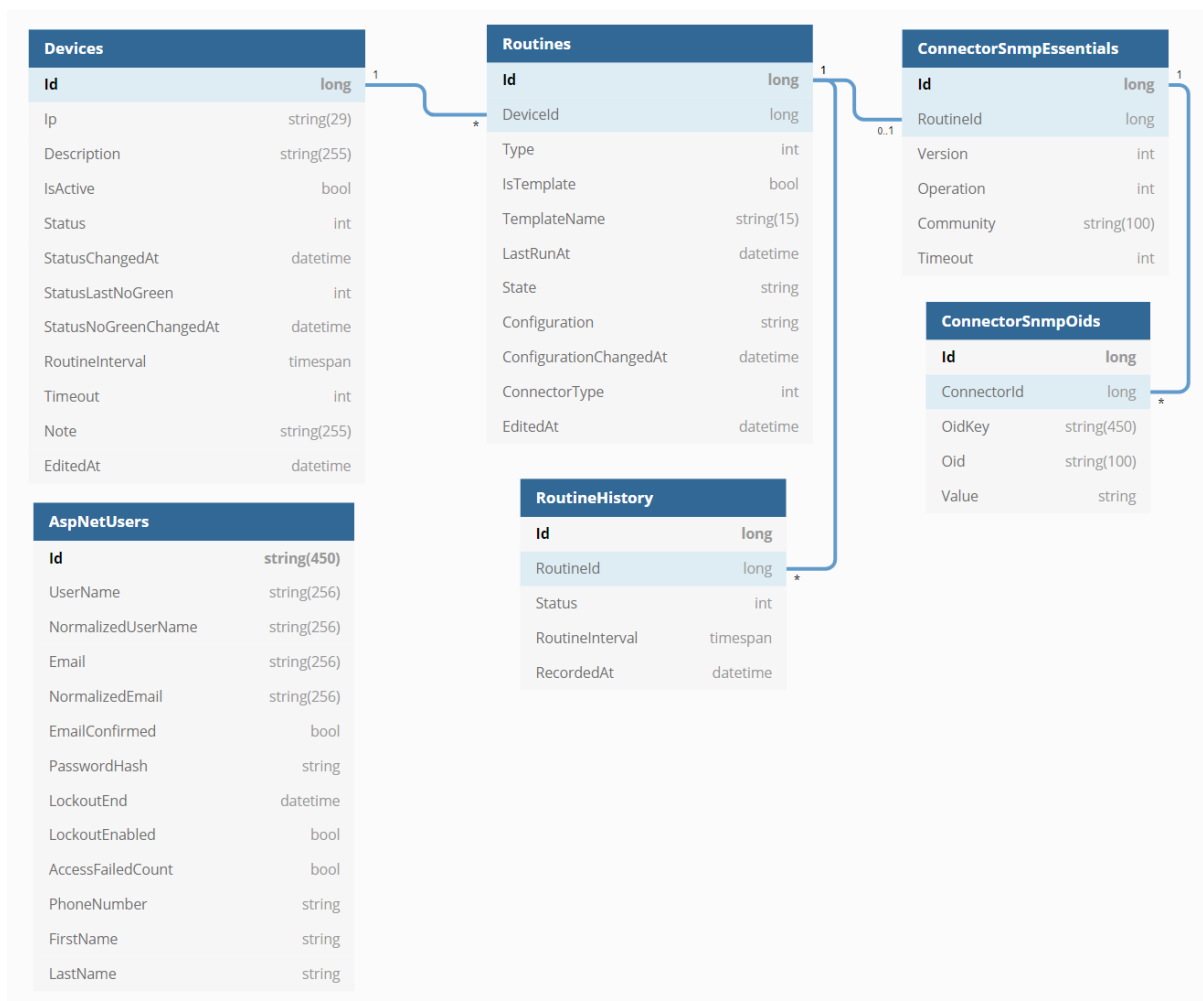 Devices
Id long
Ip string(29)
Description string(255)
IsActive bool
Status int
StatusChangedAt datetime
StatusLastNoGreen int
StatusNoGreenChangedAt datetime
RoutineInterval timespan
Timeout int
Note string(255)
EditedAt datetime
1
*
Routines
Id long
DeviceId long
Type int
IsTemplate bool
TemplateName string(15)
LastRunAt datetime
State string
Configuration string
ConfigurationChangedAt datetime
ConnectorType int
EditedAt datetime
1
0..1
ConnectorSnmpEssentials
Id long
RoutineId long
Version int
Operation int
Community string(100)
Timeout int
1
ConnectorSnmpOids
Id long
ConnectorId long
OidKey string(450)
Oid string(100)
Value string
*
AspNetUsers
Id string(450)
UserName string(256)
NormalizedUserName string(256)
Email string(256)
NormalizedEmail string(256)
EmailConfirmed bool
PasswordHash string
LockoutEnd datetime
LockoutEnabled bool
AccessFailedCount bool
PhoneNumber string
FirstName string
LastName string
RoutineHistory
Id long
RoutineId long
Status int
RoutineInterval timespan
RecordedAt datetime
*